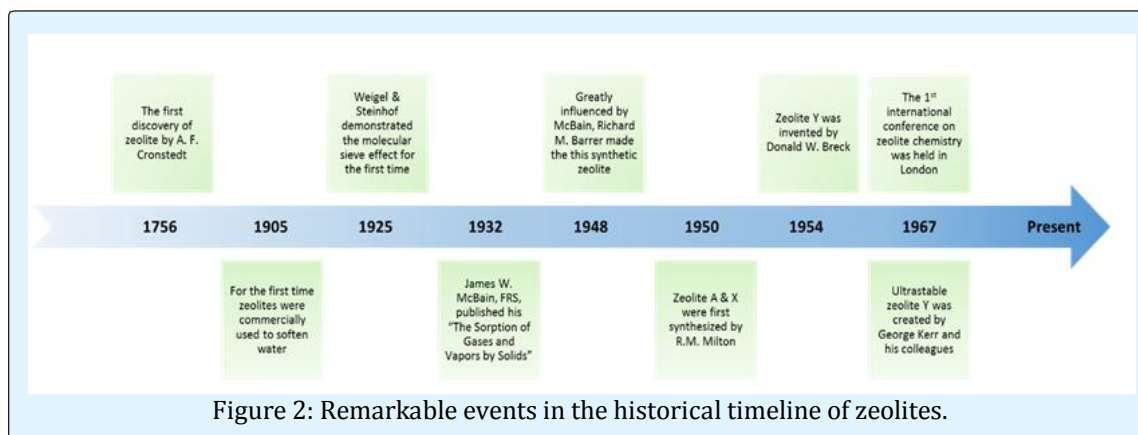 The first
discovery of
zeolite by A. F.
Cronstedt
Weigel &
Steinhof
demonstrated
the molecular
sieve effect for
the first time
Greatly
influenced by
McBain, Richard
M. Barrer made
the this synthetic
zeolite
Zeolite Y was
invented by
Donald W. Breck
The 1st
international
conference on
zeolite chemistry
was held in
London
1756 1905 1925 1932 1948 1950 1954 1967 Present
For the first time
zeolites were
commercially
used to soften
water
James W.
McBain, FRS,
published his
"The Sorption of
Gases and
Vapors by Solids"
Zeolite A & X
were first
synthesized by
R.M. Milton
Ultrastable
zeolite Y was
created by
George Kerr and
his colleagues
Figure 2: Remarkable events in the historical timeline of zeolites.